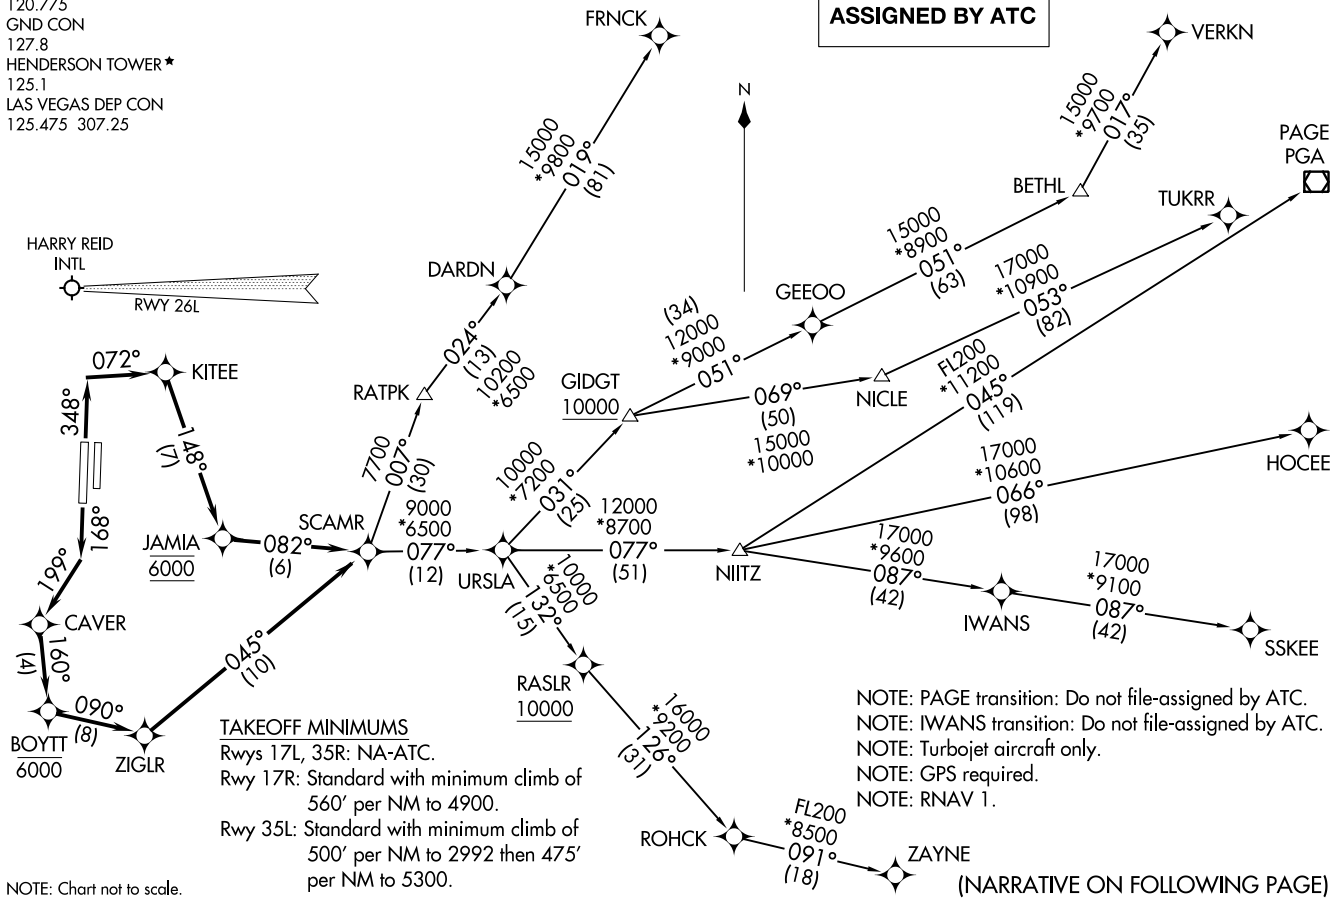 120.775
GND CON
127.8
HENDERSON TOWER★
125.1
LAS VEGAS DEP CON
125.475 307.25
ASSIGNED BY ATC
FRNCK
VERKN
N
15000
*9700
017°
(35)
PAGE
PGA
15000
*9800
019°
(81)
BETHL
TUKRR
HARRY REID
INTL
RWY 26L
DARDN
15000
*8900
051°
(63)
GEEOO
17000
*10900
053°
(82)
(34)
12000
*9000
051°
024°
(13)
10200
*6500
FL200
*11200
045°
(119)
072°
KITEE
RATPK
GIDGT
10000
069°
(50)
15000
*10000
NICLE
348°
148°
(7)
7700
007°
(30)
10000
*7200
031°
(25)
17000
*10600
066°
(98)
HOCEE
168°
JAMIA
6000
082°
(6)
SCAMR
9000
*6500
077°
(12)
URSLA
12000
*8700
077°
(51)
NIITZ
17000
*9600
087°
(42)
IWANS
17000
*9100
087°
(42)
SSKEE
199°
CAVER
160°
(4)
045°
(10)
10000
*6500
132°
(15)
RASLR
10000
BOYTT
6000
090°
(8)
ZIGLR
TAKEOFF MINIMUMS
Rwys 17L, 35R: NA-ATC.
Rwy 17R: Standard with minimum climb of
560' per NM to 4900.
Rwy 35L: Standard with minimum climb of
500' per NM to 2992 then 475'
per NM to 5300.
16000
*9200
126°
(31)
ROHCK
FL200
*8500
091°
(18)
ZAYNE
NOTE: PAGE transition: Do not file-assigned by ATC.
NOTE: IWANS transition: Do not file-assigned by ATC.
NOTE: Turbojet aircraft only.
NOTE: GPS required.
NOTE: RNAV 1.
NOTE: Chart not to scale.
(NARRATIVE ON FOLLOWING PAGE)